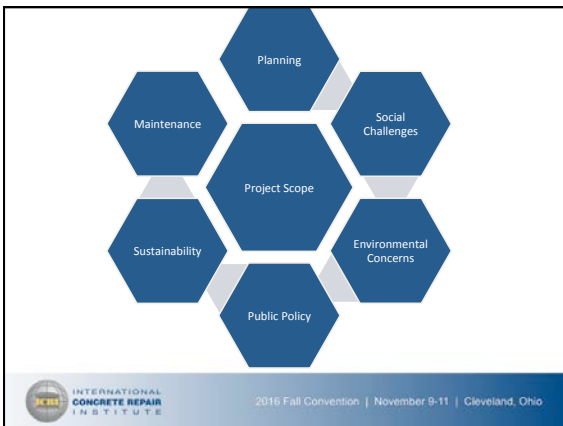 Planning
Maintenance
Social
Challenges
Project Scope
Sustainability
Environmental
Concerns
Public Policy
ICRI
INTERNATIONAL
CONCRETE REPAIR
INSTITUTE
2016 Fall Convention | November 9-11 | Cleveland, Ohio